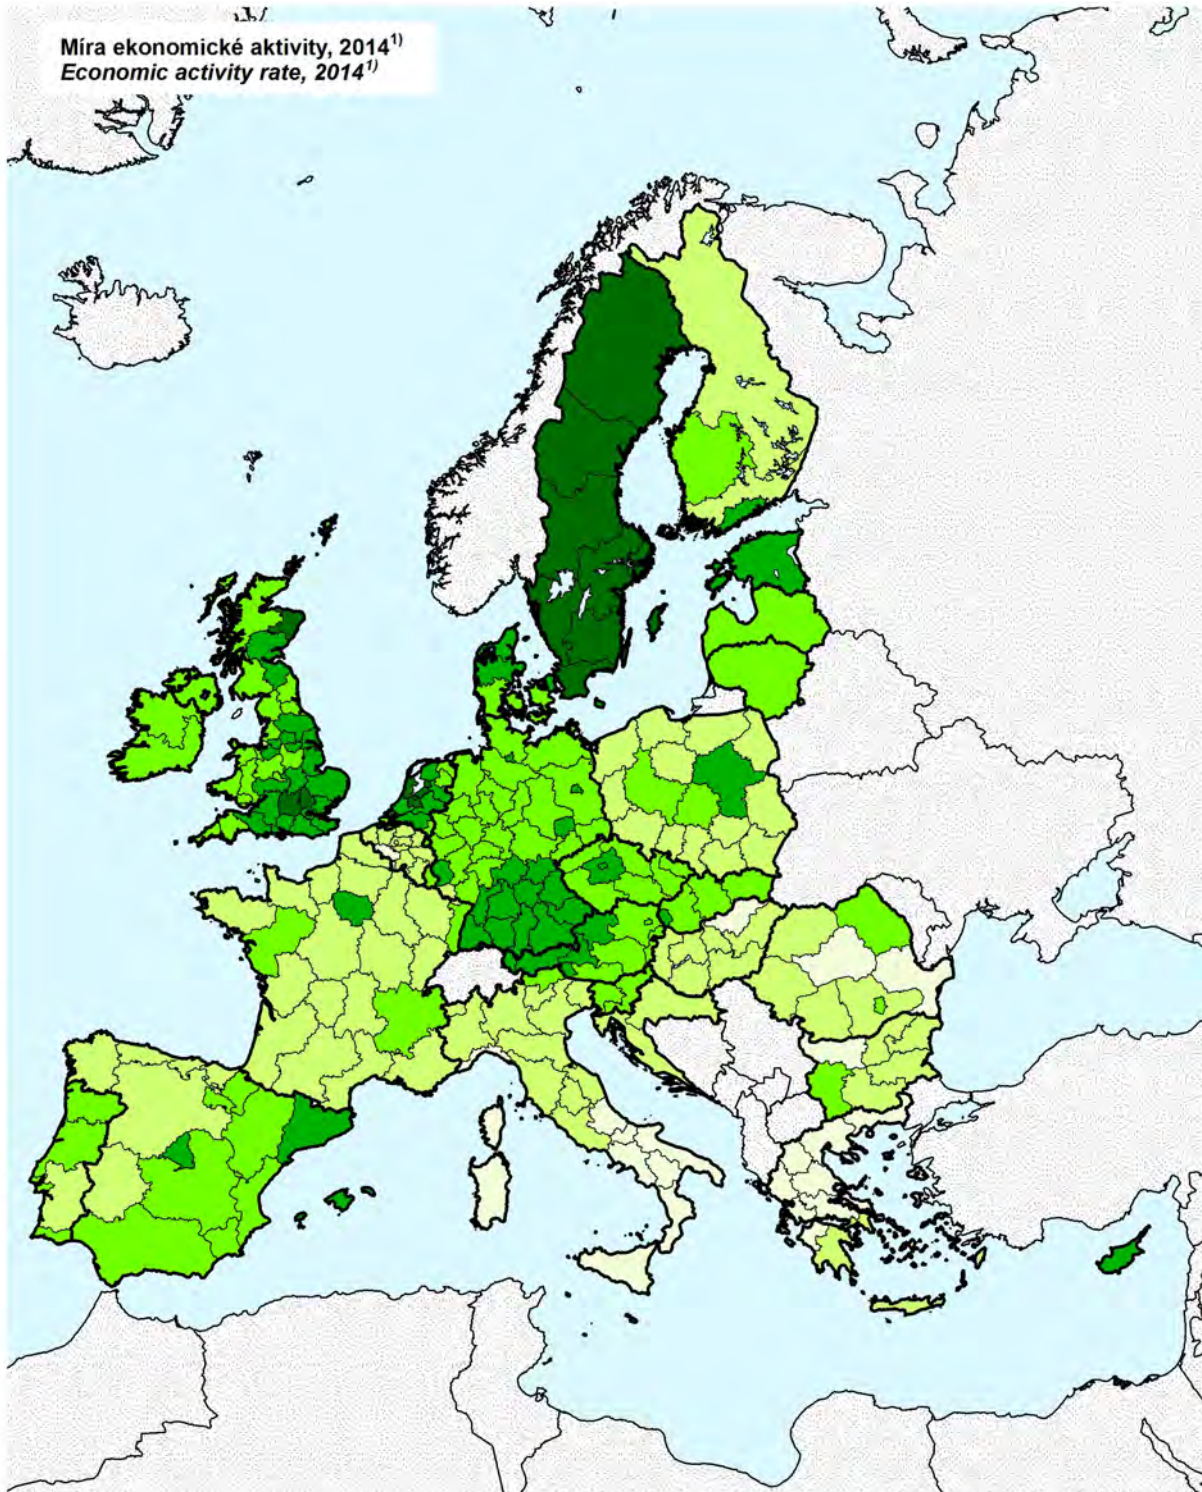 Míra ekonomické aktivity, 2014¹⁾
Economic activity rate, 2014¹⁾